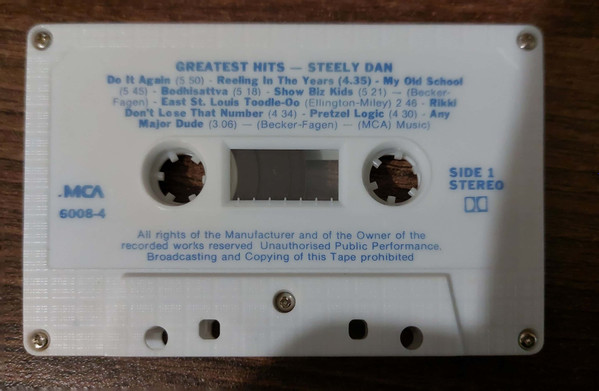 GREATEST HITS — STEELY DAN
Do It Again (5 50) - Reeling In The Years (4.35) - My Old School
(5 45) - Bodhisattva (5 18) - Show Biz Kids (5 21) — (Becker-
Fagen) - East St. Louis Toodle-Oo (Ellington-Miley) 2 46 - Rikki
Don't Lose That Number (4 34) - Pretzel Logic (4 30) - Any
Major Dude (3.06) — (Becker-Fagen) — (MCA) Music)
.MCA
6008-4
SIDE 1
STEREO
All rights of the Manufacturer and of the Owner of the
recorded works reserved Unauthorised Public Performance.
Broadcasting and Copying of this Tape prohibited